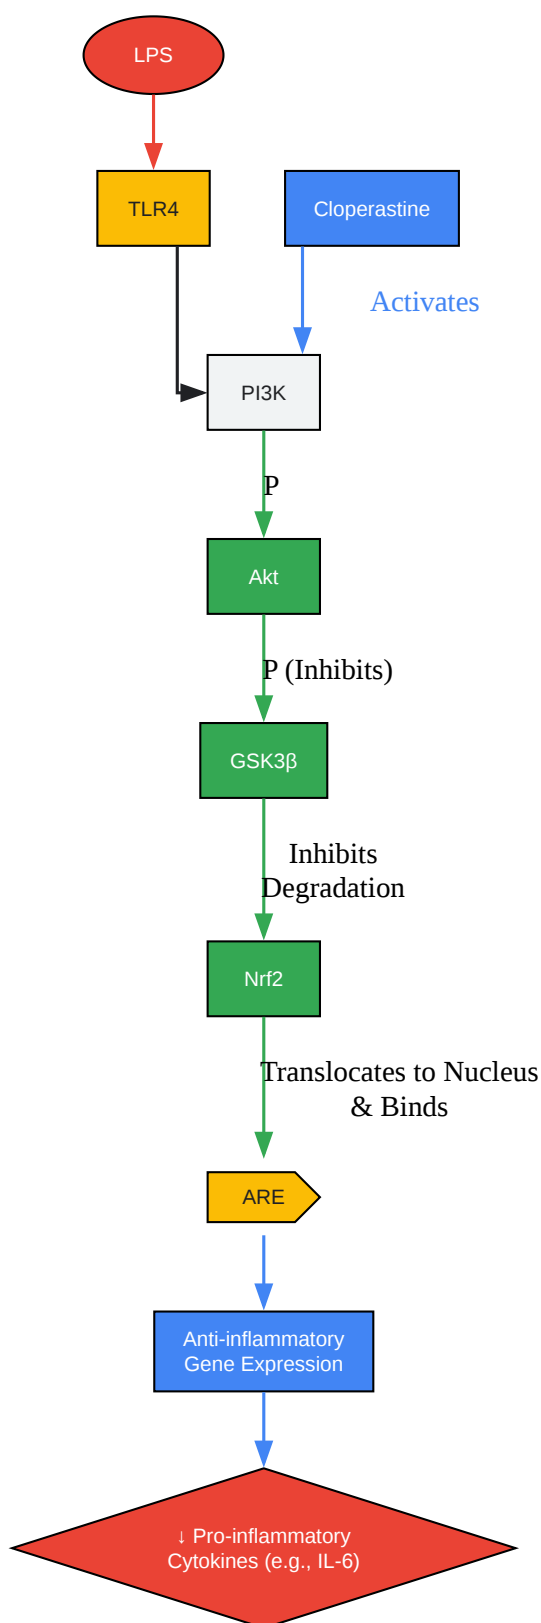 LPS
TLR4
Cloperastine
Activates
PI3K
P
Akt
P (Inhibits)
GSK3β
Inhibits
Degradation
Nrf2
Translocates to Nucleus
& Binds
ARE
Anti-inflammatory
Gene Expression
↓ Pro-inflammatory
Cytokines (e.g., IL-6)